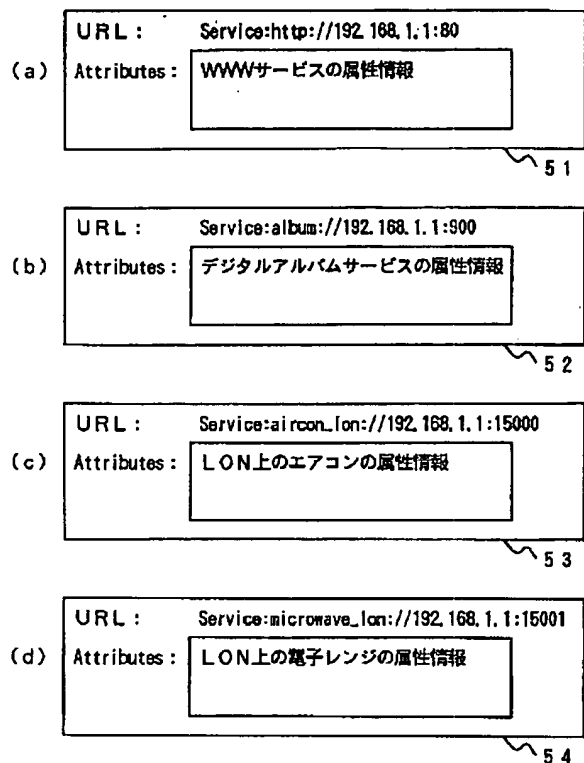 URL: Service:http://192.168.1.1:80
(a) Attributes: WWWサービスの属性情報
51
URL: Service:album://192.168.1.1:900
(b) Attributes: デジタルアルバムサービスの属性情報
52
URL: Service:aircon_lon://192.168.1.1:15000
(c) Attributes: LON上のエアコンの属性情報
53
URL: Service:microwave_lon://192.168.1.1:15001
(d) Attributes: LON上の電子レンジの属性情報
54